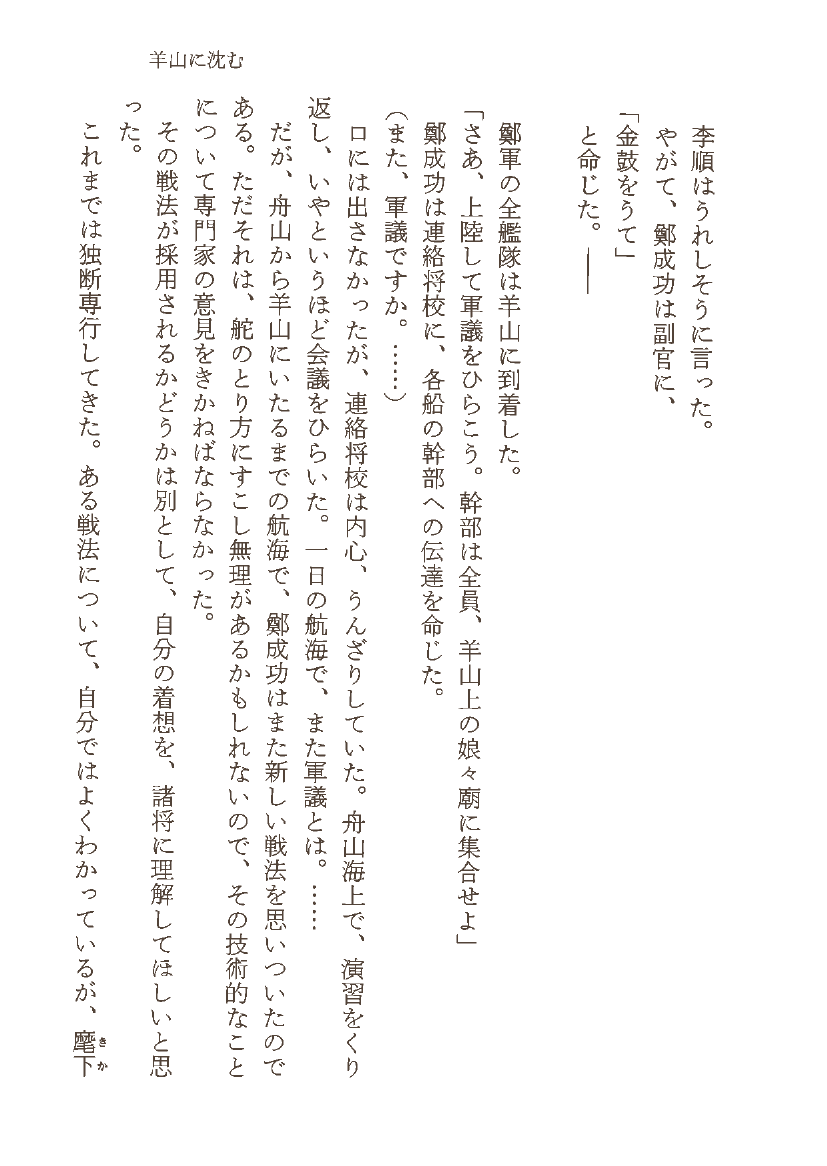 羊山に沈む
李順はうれしそうに言った。
やがて、鄭成功は副官に、
「金鼓をうて」
と命じた。――
鄭軍の全艦隊は羊山に到着した。
「さあ、上陸して軍議をひらこう。幹部は全員、羊山上の娘々廟に集合せよ」
鄭成功は連絡将校に、各船の幹部への伝達を命じた。
（また、軍議ですか。……）
口には出さなかったが、連絡将校は内心、うんざりしていた。舟山海上で、演習をくり
返し、いやというほど会議をひらいた。一日の航海で、また軍議とは。……
だが、舟山から羊山にいたるまでの航海で、鄭成功はまた新しい戦法を思いついたので
ある。ただそれは、舵のとり方にすこし無理があるかもしれないので、その技術的なこと
について専門家の意見をきかねばならなかった。
その戦法が採用されるかどうかは別として、自分の着想を、諸将に理解してほしいと思
った。
これまでは独断専行してきた。ある戦法について、自分ではよくわかっているが、麾下
きか